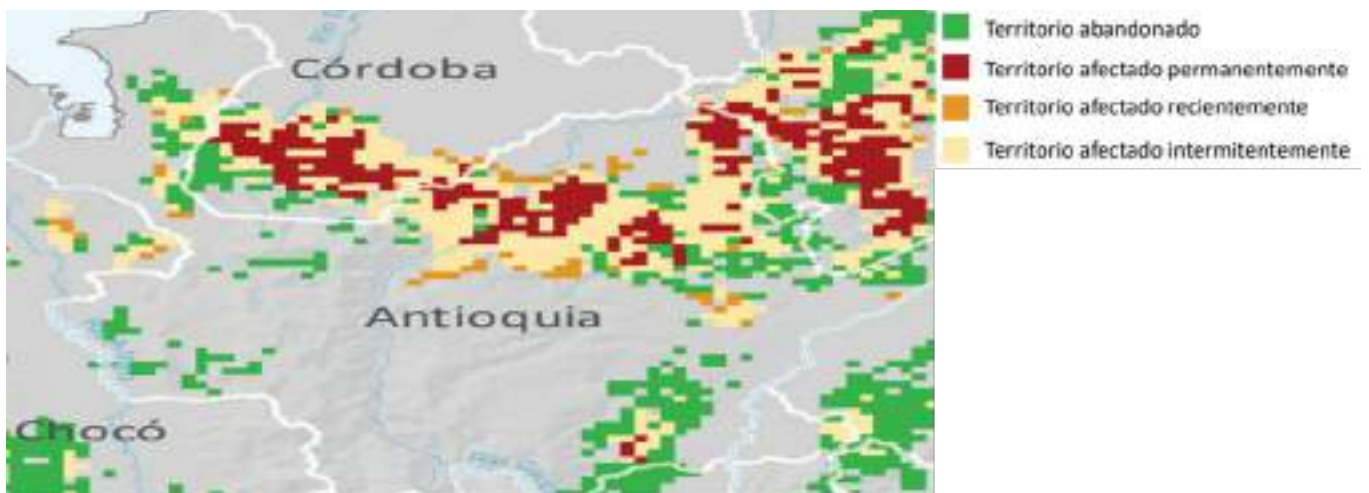 Córdoba
Antioquia
Chocó
Territorio abandonado
Territorio afectado permanentemente
Territorio afectado recientemente
Territorio afectado intermitentemente